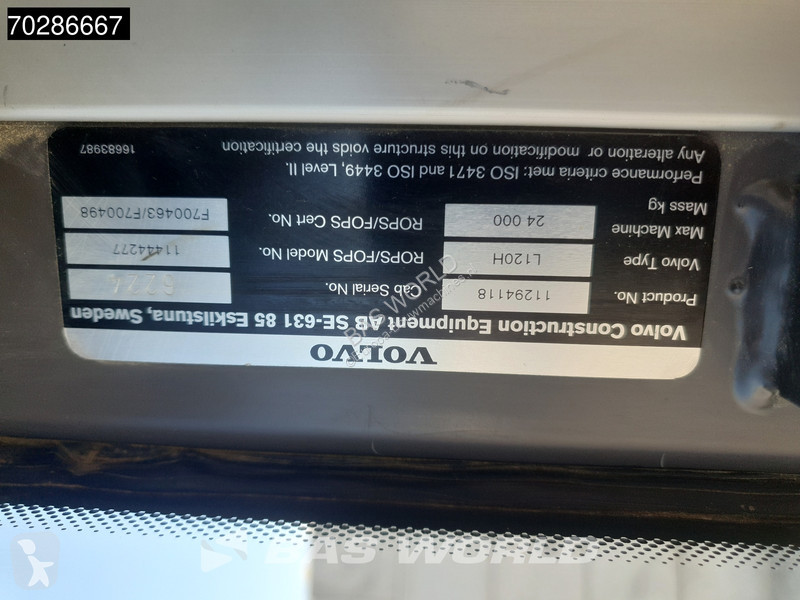 70286667
VOLVO
Volvo Construction Equipment AB SE-631 85 Eskilstuna, Sweden
Product No. 11294118 Cab Serial No.
Volvo Type L120H ROPS/FOPS Model No. 11444277
Max Machine
Mass kg 24 000 ROPS/FOPS Cert No. F700463/F700498
Performance criteria met: ISO 3471 and ISO 3449, Level II.
Any alteration or modification on this structure voids the certification 16683987
BAS WORLD
BAS WORLD